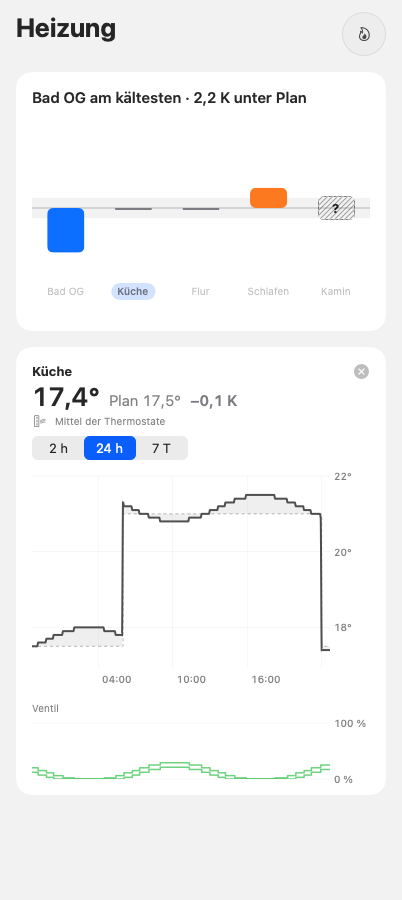 Heizung
Bad OG am kältesten · 2,2 K unter Plan
?
Bad OG Küche Flur Schlafen Kamin
Küche
17,4° Plan 17,5° −0,1 K
Mittel der Thermostate
2 h 24 h 7 T
22°
20°
18°
04:00 10:00 16:00
Ventil
100 %
0 %